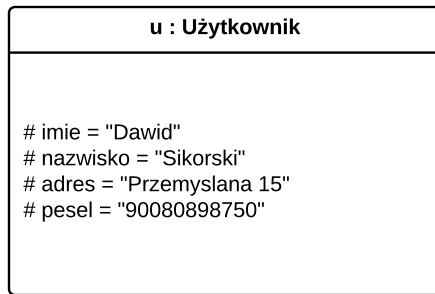 u : Użytkownik
# imie = "Dawid"
# nazwisko = "Sikorski"
# adres = "Przemyslana 15"
# pesel = "90080898750"